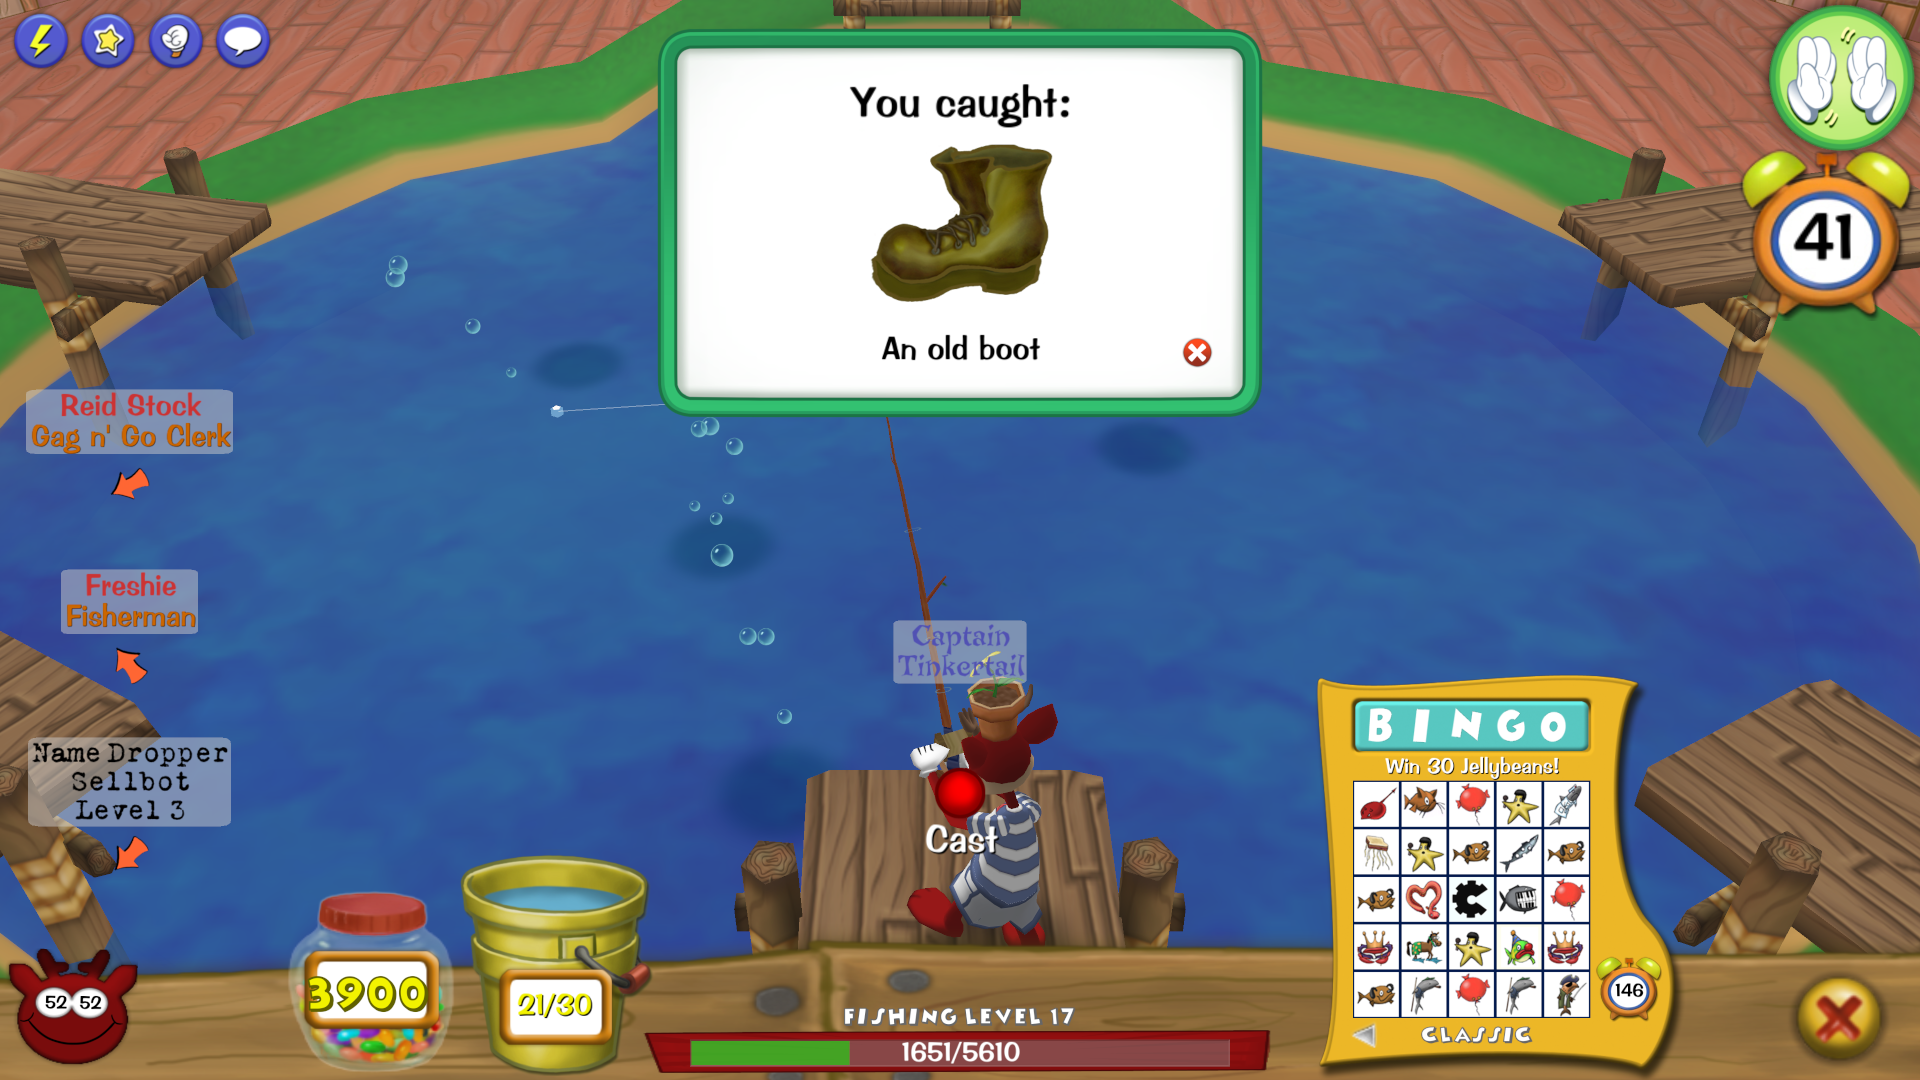 You caught:
An old boot
41
Reid Stock
Gag n' Go Clerk
Freshie
Fisherman
Name Dropper
Sellbot
Level 3
Captain
Tinkertail
Cast
BINGO
Win 30 Jellybeans!
146
CLASSIC
52 52
3900
21/30
FISHING LEVEL 17
1651/5610